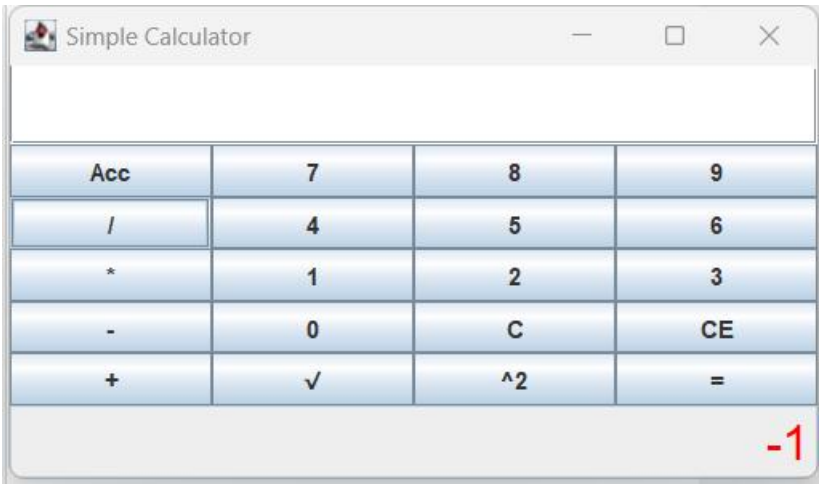 Simple Calculator
Acc 7 8 9
/ 4 5 6
* 1 2 3
- 0 C CE
+ √ ^2 =
-1